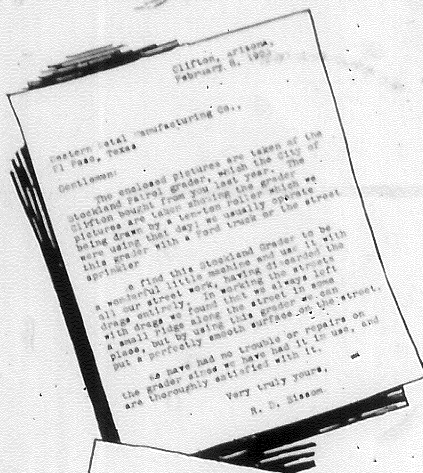 Clifton, Arizona,
February 8,
Western Metal Manufacturing Co.,
El Paso, Texas
Gentlemen:
The enclosed pictures are taken of the
Stockland Patrol grader, which the City of
Clifton bought from you last year. The
pictures are taken showing the grader
being drawn by a ten-ton roller which we
were using that day; we usually operate
this grader with a Ford truck or the street
sprinkler
We find this Stockland Grader to be
a wonderful little machine and use it with
all our street work, having discarded the
drags entirely. In working the streets
with drags we found that we always left
a small ridge along the street in some
place, but by using this grader we can
put a perfectly smooth surface on the street.
We have had no trouble or repairs on
the grader since we have had it in use, and
are thoroughly satisfied with it.
Very truly yours,